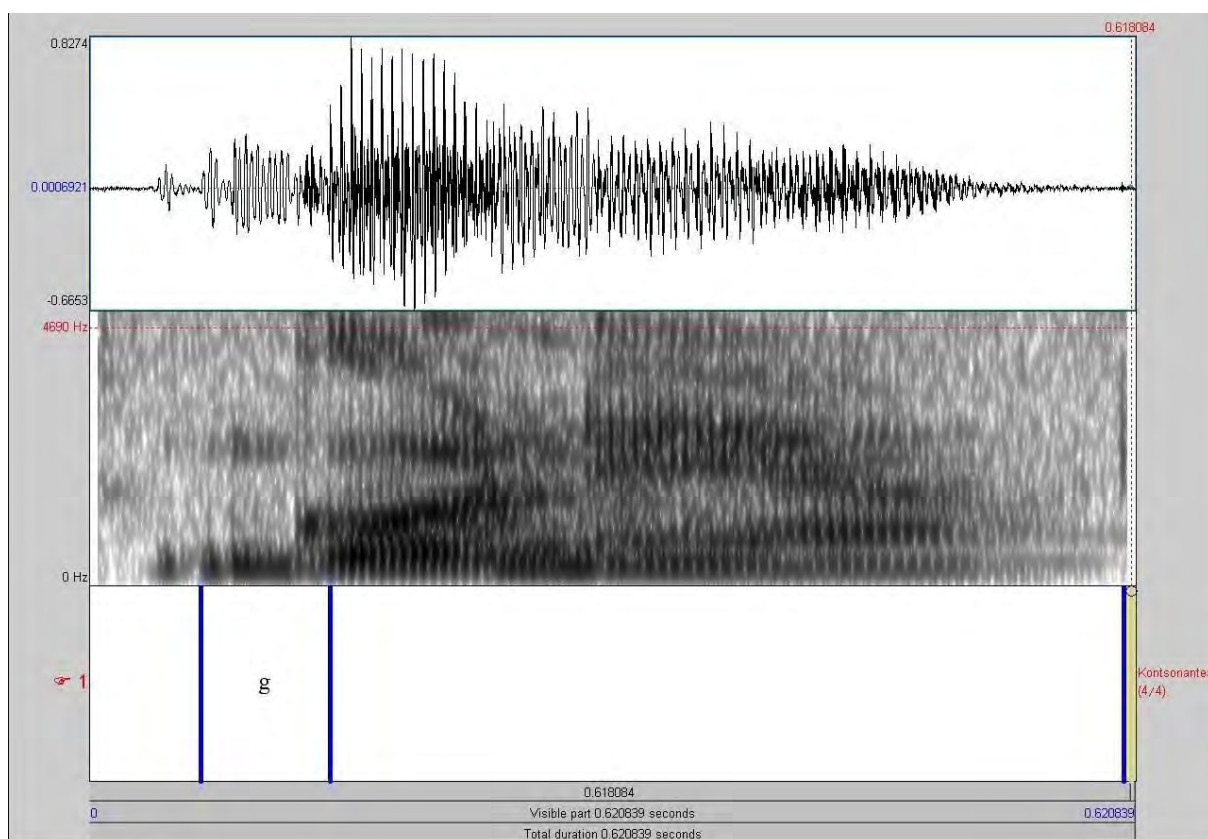 0.618084
0.8274
0.0006921
-0.6653
4690 Hz
0 Hz
☞ 1
g
Kontsonantea
(4/4)
0.618084
0 Visible part 0.620839 seconds 0.620839
Total duration 0.620839 seconds